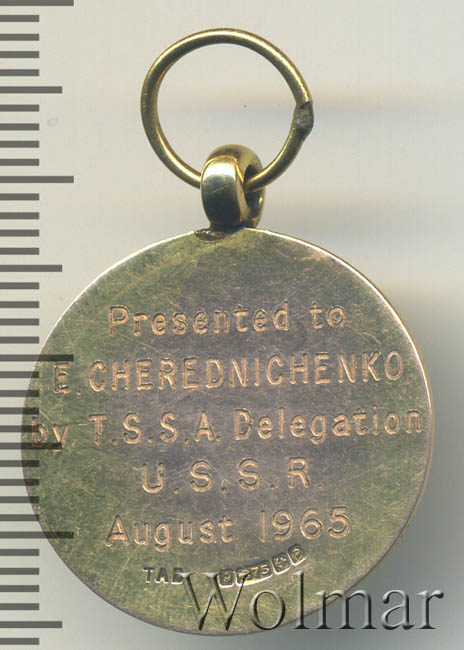 Presented to
E. CHEREDNICHENKO
by T.S.S.A. Delegation
U.S.S.R.
August 1965
Wolmar